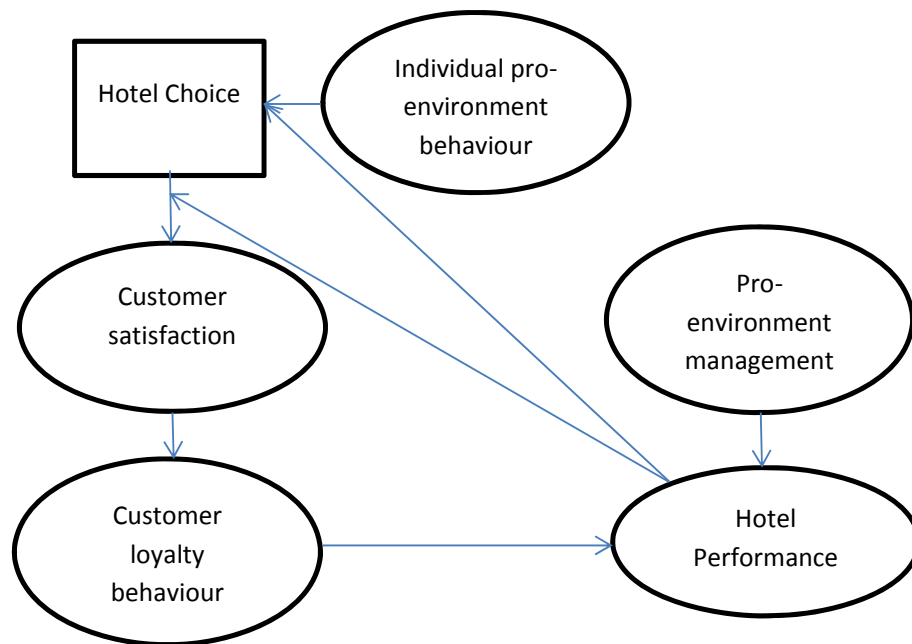 Hotel Choice
Individual pro-
environment
behaviour
Customer
satisfaction
Pro-
environment
management
Customer
loyalty
behaviour
Hotel
Performance